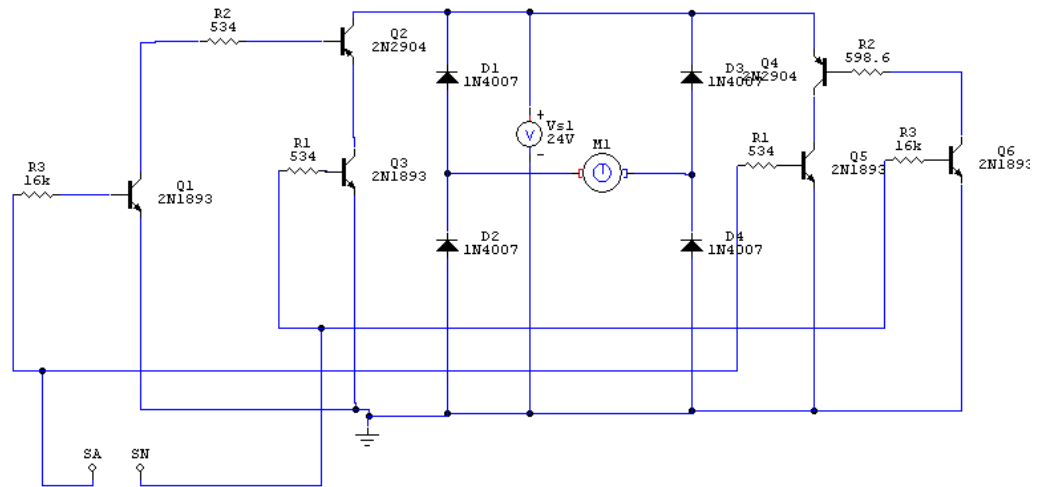 R2
534
Q2
2N2904
D1
1N4007
Vs1
24V
+
V
-
M1
D3
1N4007
Q4
2N2904
R2
598.6
R3
16k
Q1
2N1893
R1
534
Q3
2N1893
D2
1N4007
D4
1N4007
R1
534
Q5
2N1893
R3
16k
Q6
2N1893
SA
SN